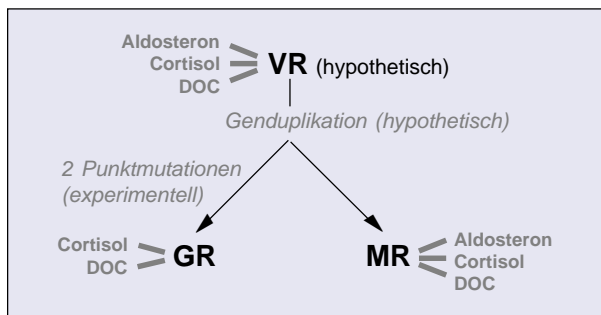 Aldosteron
Cortisol
DOC
VR (hypothetisch)
Genduplikation (hypothetisch)
2 Punktmutationen
(experimentell)
Cortisol
DOC
GR
MR
Aldosteron
Cortisol
DOC